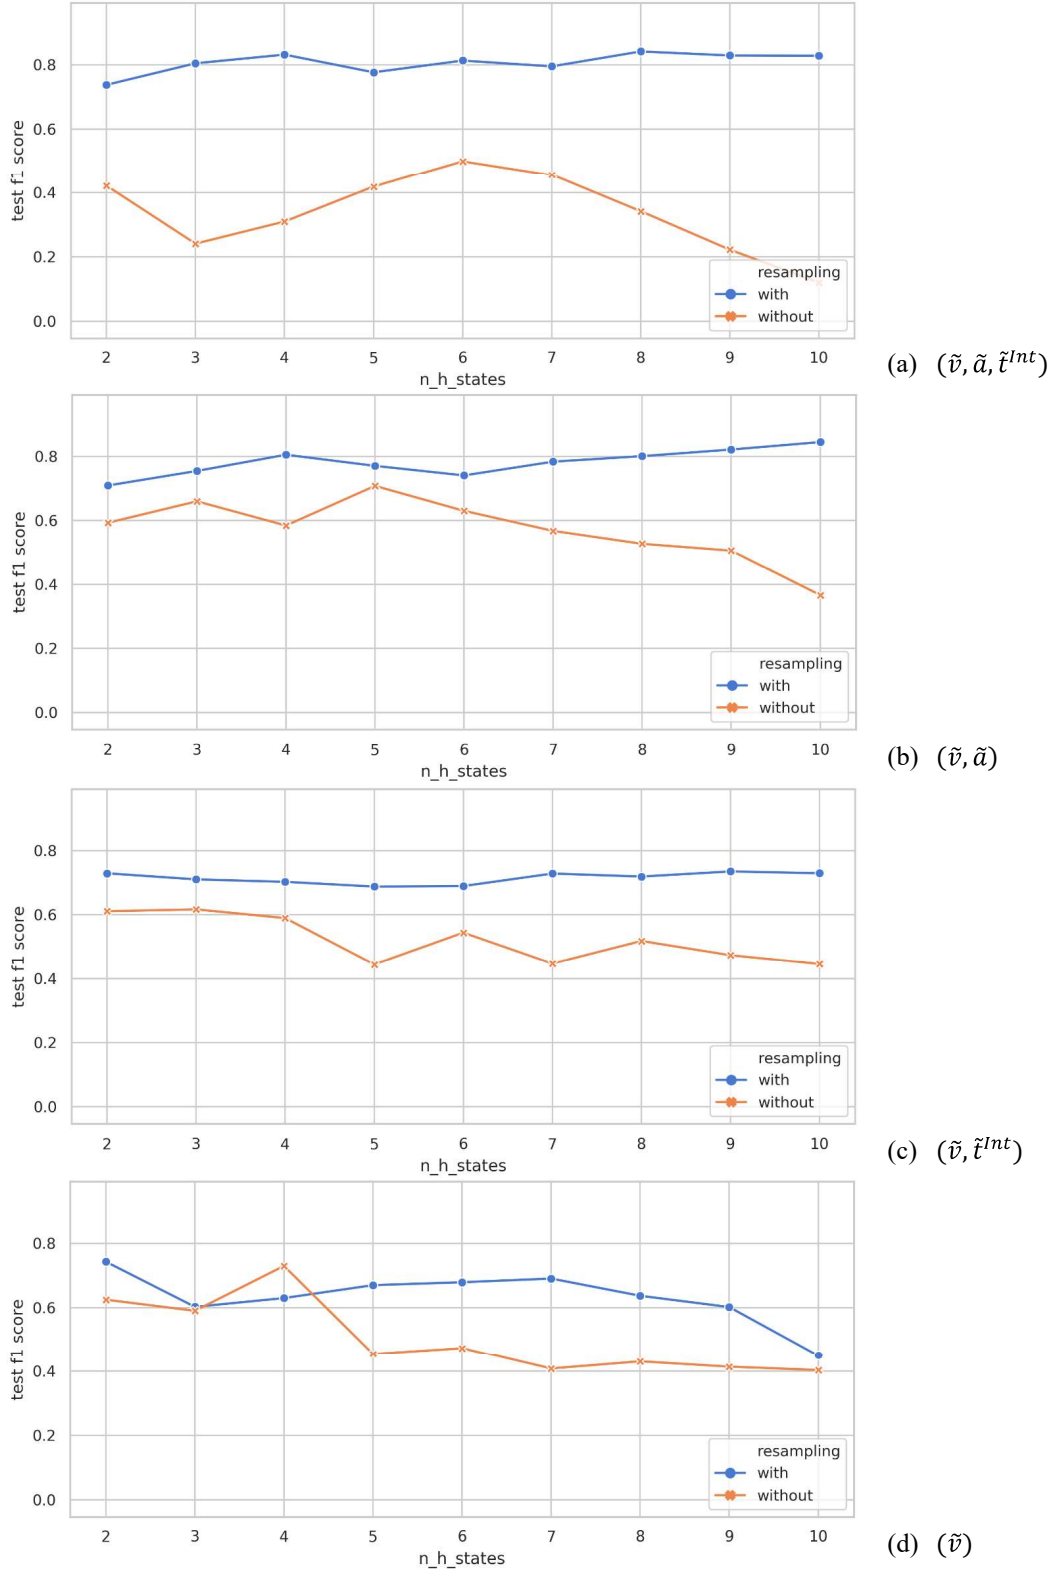 0.8
0.6
0.4
0.2
0.0
test f1 score
resampling
with
without
2 3 4 5 6 7 8 9 10
n_h_states
(a) (ṽ, ã, t̃^Int)
0.8
0.6
0.4
0.2
0.0
test f1 score
resampling
with
without
2 3 4 5 6 7 8 9 10
n_h_states
(b) (ṽ, ã)
0.8
0.6
0.4
0.2
0.0
test f1 score
resampling
with
without
2 3 4 5 6 7 8 9 10
n_h_states
(c) (ṽ, t̃^Int)
0.8
0.6
0.4
0.2
0.0
test f1 score
resampling
with
without
2 3 4 5 6 7 8 9 10
n_h_states
(d) (ṽ)